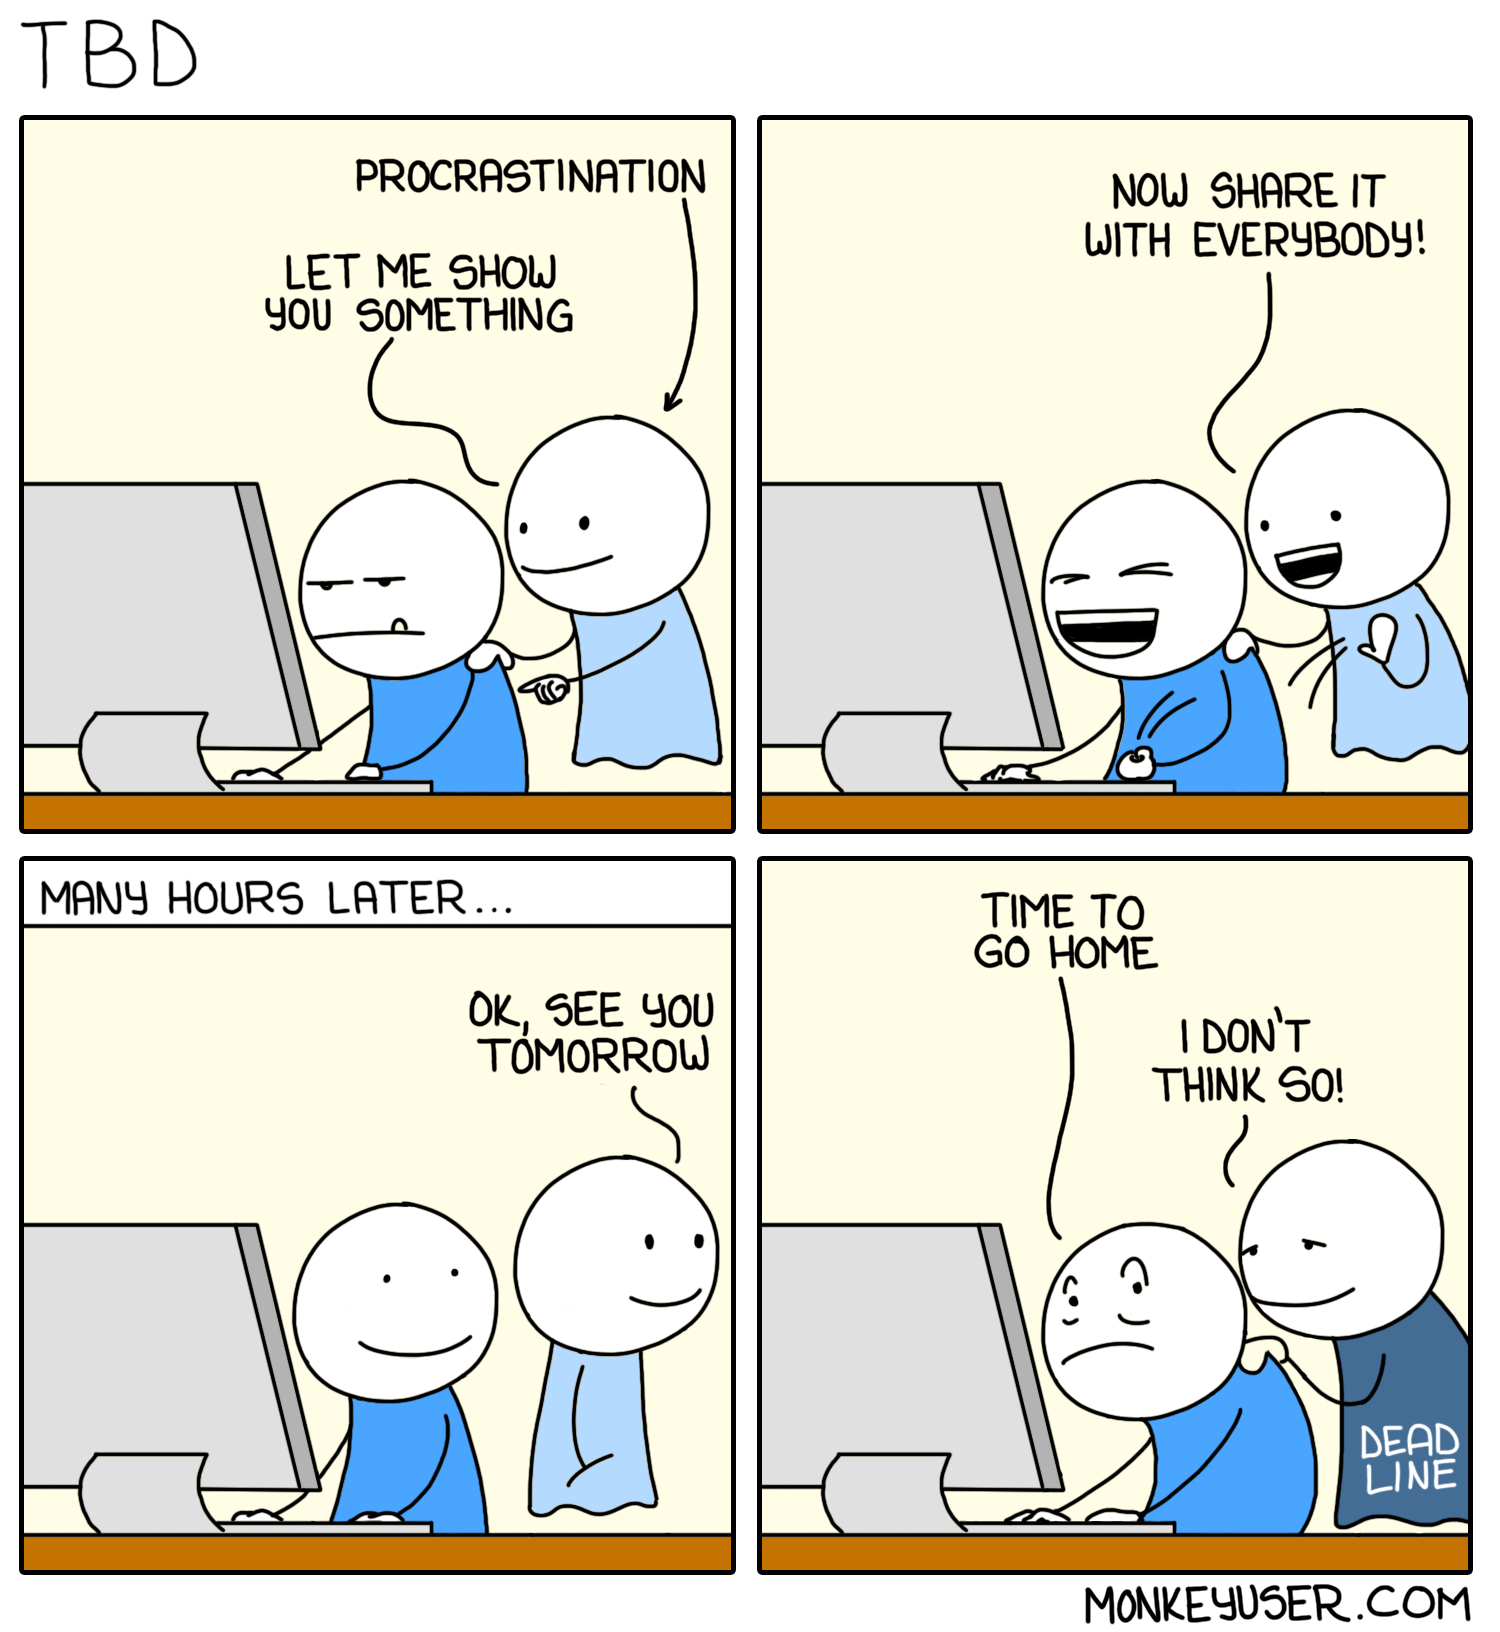 TBD
PROCRASTINATION
LET ME SHOW
YOU SOMETHING
NOW SHARE IT
WITH EVERYBODY!
MANY HOURS LATER...
OK, SEE YOU
TOMORROW
TIME TO
GO HOME
I DON'T
THINK SO!
DEAD
LINE
MONKEYUSER.COM